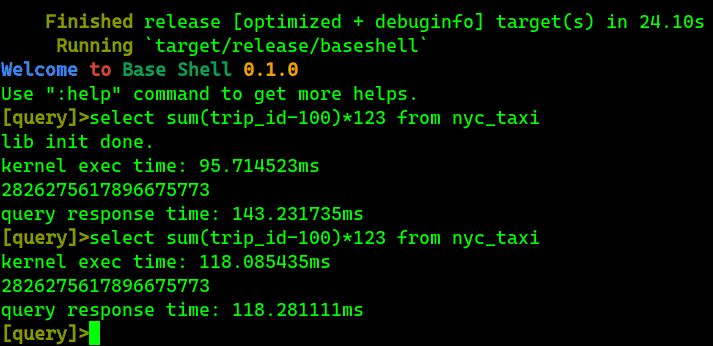 Finished release [optimized + debuginfo] target(s) in 24.10s
Running `target/release/baseshell`
Welcome to Base Shell 0.1.0
Use ":help" command to get more helps.
[query]>select sum(trip_id-100)*123 from nyc_taxi
lib init done.
kernel exec time: 95.714523ms
2826275617896675773
query response time: 143.231735ms
[query]>select sum(trip_id-100)*123 from nyc_taxi
kernel exec time: 118.085435ms
2826275617896675773
query response time: 118.281111ms
[query]>